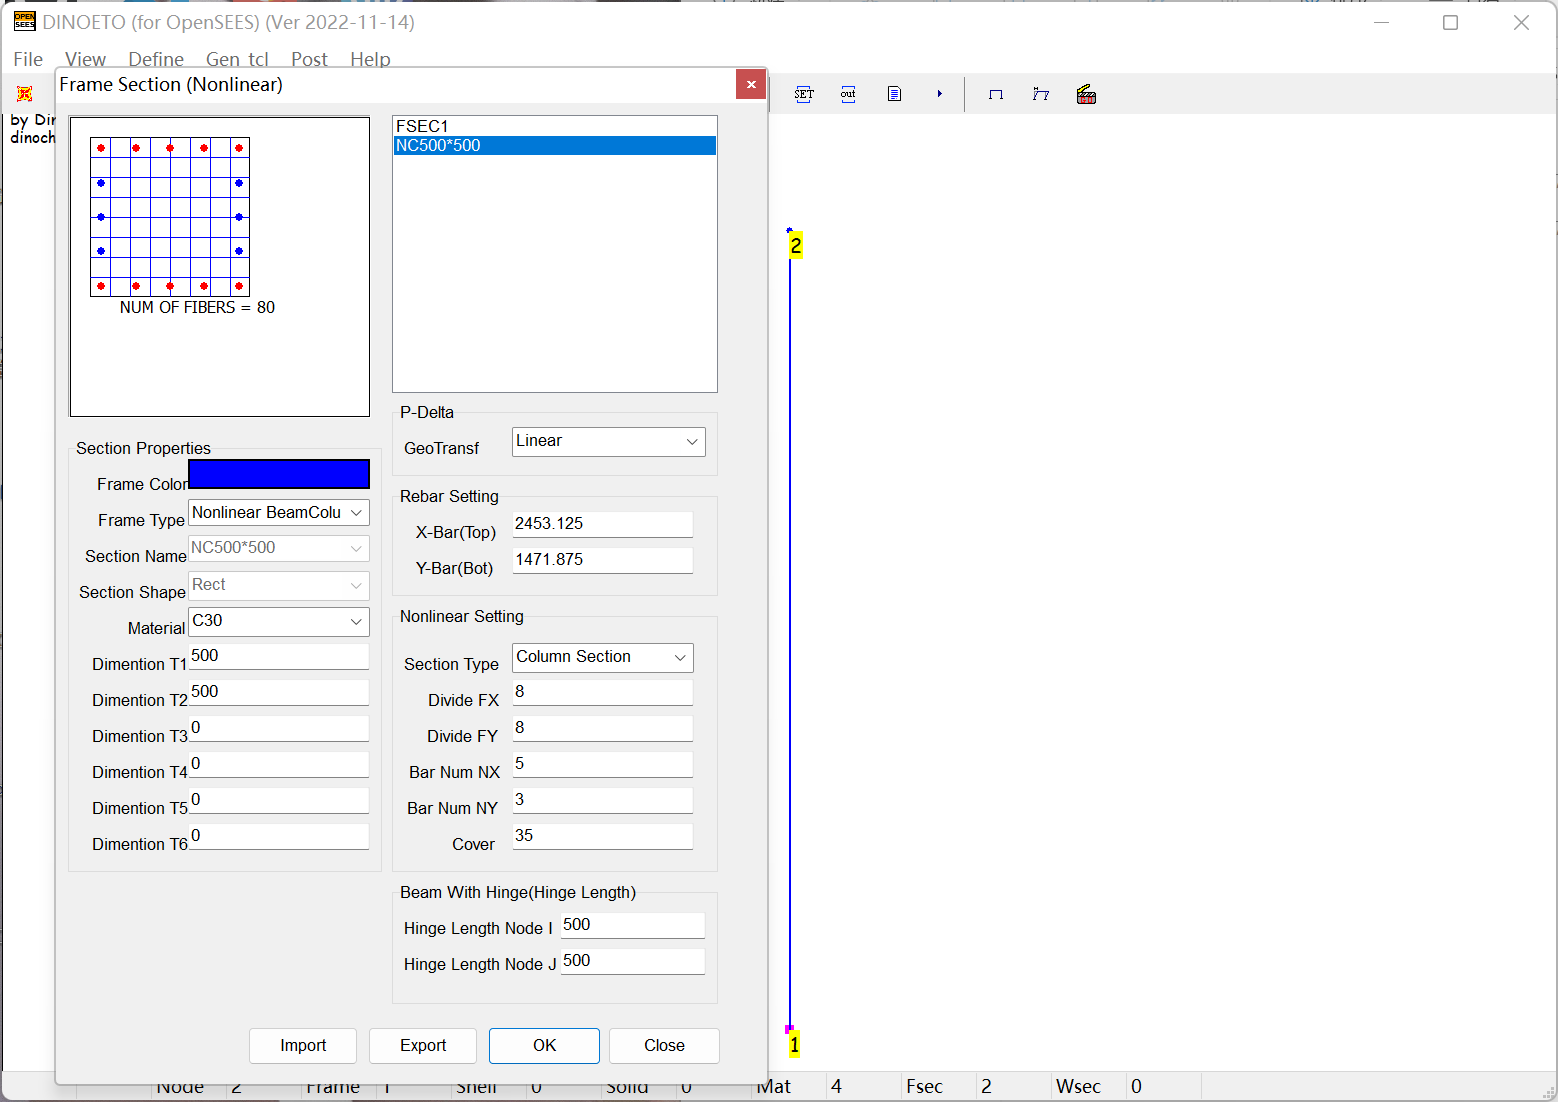 DINOETO (for OpenSEES) (Ver 2022-11-14)
File View Define Gen tcl Post Help
Frame Section (Nonlinear)
SET out
by Din
dinoch
FSEC1
NC500*500
NUM OF FIBERS = 80
2
P-Delta
GeoTransf Linear
Section Properties
Frame Color
Frame Type Nonlinear BeamColu
Section Name NC500*500
Section Shape Rect
Material C30
Dimention T1 500
Dimention T2 500
Dimention T3 0
Dimention T4 0
Dimention T5 0
Dimention T6 0
Rebar Setting
X-Bar(Top) 2453.125
Y-Bar(Bot) 1471.875
Nonlinear Setting
Section Type Column Section
Divide FX 8
Divide FY 8
Bar Num NX 5
Bar Num NY 3
Cover 35
Beam With Hinge(Hinge Length)
Hinge Length Node I 500
Hinge Length Node J 500
Import Export OK Close
1
Node 2 Frame 1 Shell 0 Solid 0 Mat 4 Fsec 2 Wsec 0